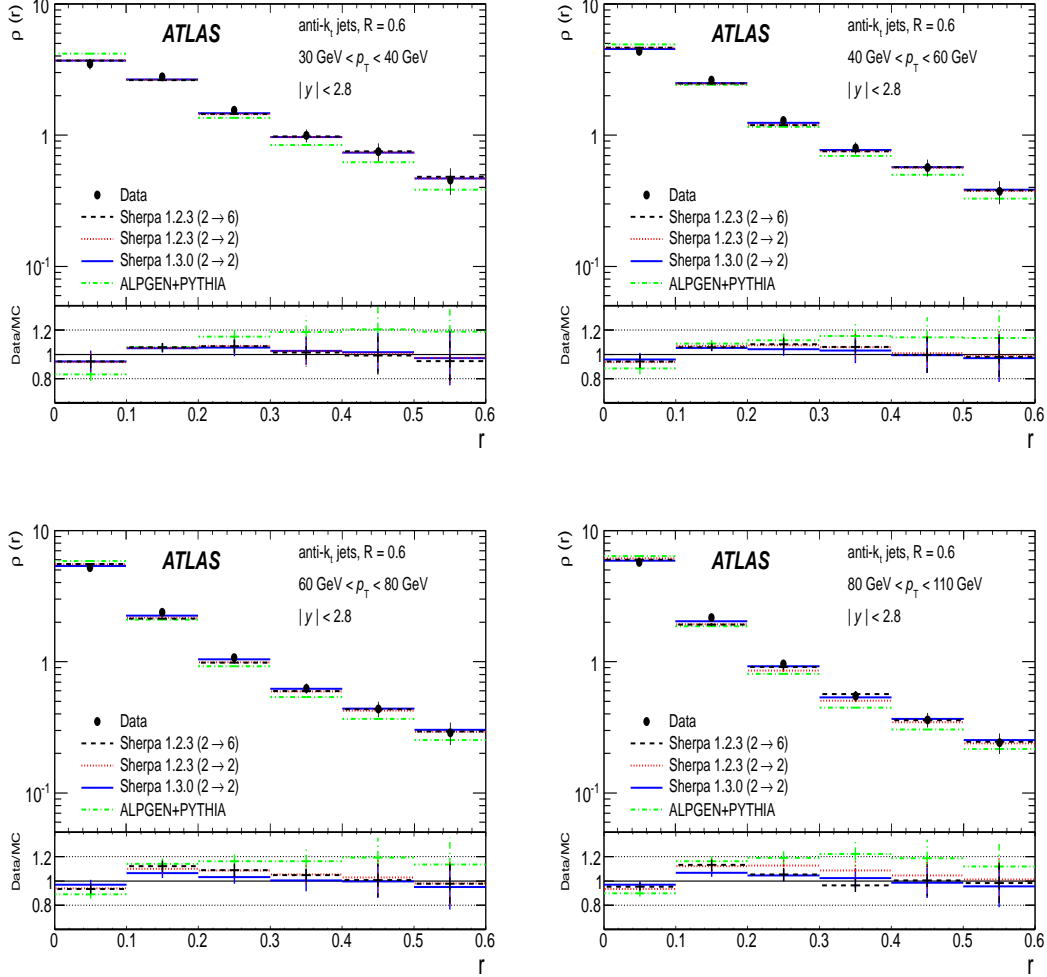 ρ (r)
10
1
10⁻¹
ATLAS
anti-kₜ jets, R = 0.6
30 GeV < p_T < 40 GeV
| y | < 2.8
Data
Sherpa 1.2.3 (2 → 6)
Sherpa 1.2.3 (2 → 2)
Sherpa 1.3.0 (2 → 2)
ALPGEN+PYTHIA
Data/MC
1.2
1
0.8
0 0.1 0.2 0.3 0.4 0.5 0.6
r
ρ (r)
10
1
10⁻¹
ATLAS
anti-kₜ jets, R = 0.6
40 GeV < p_T < 60 GeV
| y | < 2.8
Data
Sherpa 1.2.3 (2 → 6)
Sherpa 1.2.3 (2 → 2)
Sherpa 1.3.0 (2 → 2)
ALPGEN+PYTHIA
Data/MC
1.2
1
0.8
0 0.1 0.2 0.3 0.4 0.5 0.6
r
ρ (r)
10
1
10⁻¹
ATLAS
anti-kₜ jets, R = 0.6
60 GeV < p_T < 80 GeV
| y | < 2.8
Data
Sherpa 1.2.3 (2 → 6)
Sherpa 1.2.3 (2 → 2)
Sherpa 1.3.0 (2 → 2)
ALPGEN+PYTHIA
Data/MC
1.2
1
0.8
0 0.1 0.2 0.3 0.4 0.5 0.6
r
ρ (r)
10
1
10⁻¹
ATLAS
anti-kₜ jets, R = 0.6
80 GeV < p_T < 110 GeV
| y | < 2.8
Data
Sherpa 1.2.3 (2 → 6)
Sherpa 1.2.3 (2 → 2)
Sherpa 1.3.0 (2 → 2)
ALPGEN+PYTHIA
Data/MC
1.2
1
0.8
0 0.1 0.2 0.3 0.4 0.5 0.6
r